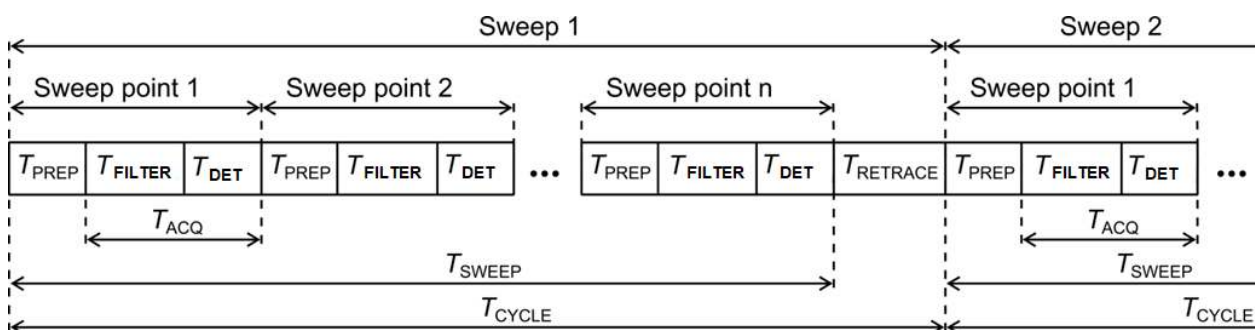 Sweep 1 Sweep 2
Sweep point 1 Sweep point 2 Sweep point n Sweep point 1
TPREP TFILTER TDET TPREP TFILTER TDET ••• TPREP TFILTER TDET TRETRACE TPREP TFILTER TDET •••
TACQ TACQ
TSWEEP TSWEEP
TCYCLE TCYCLE